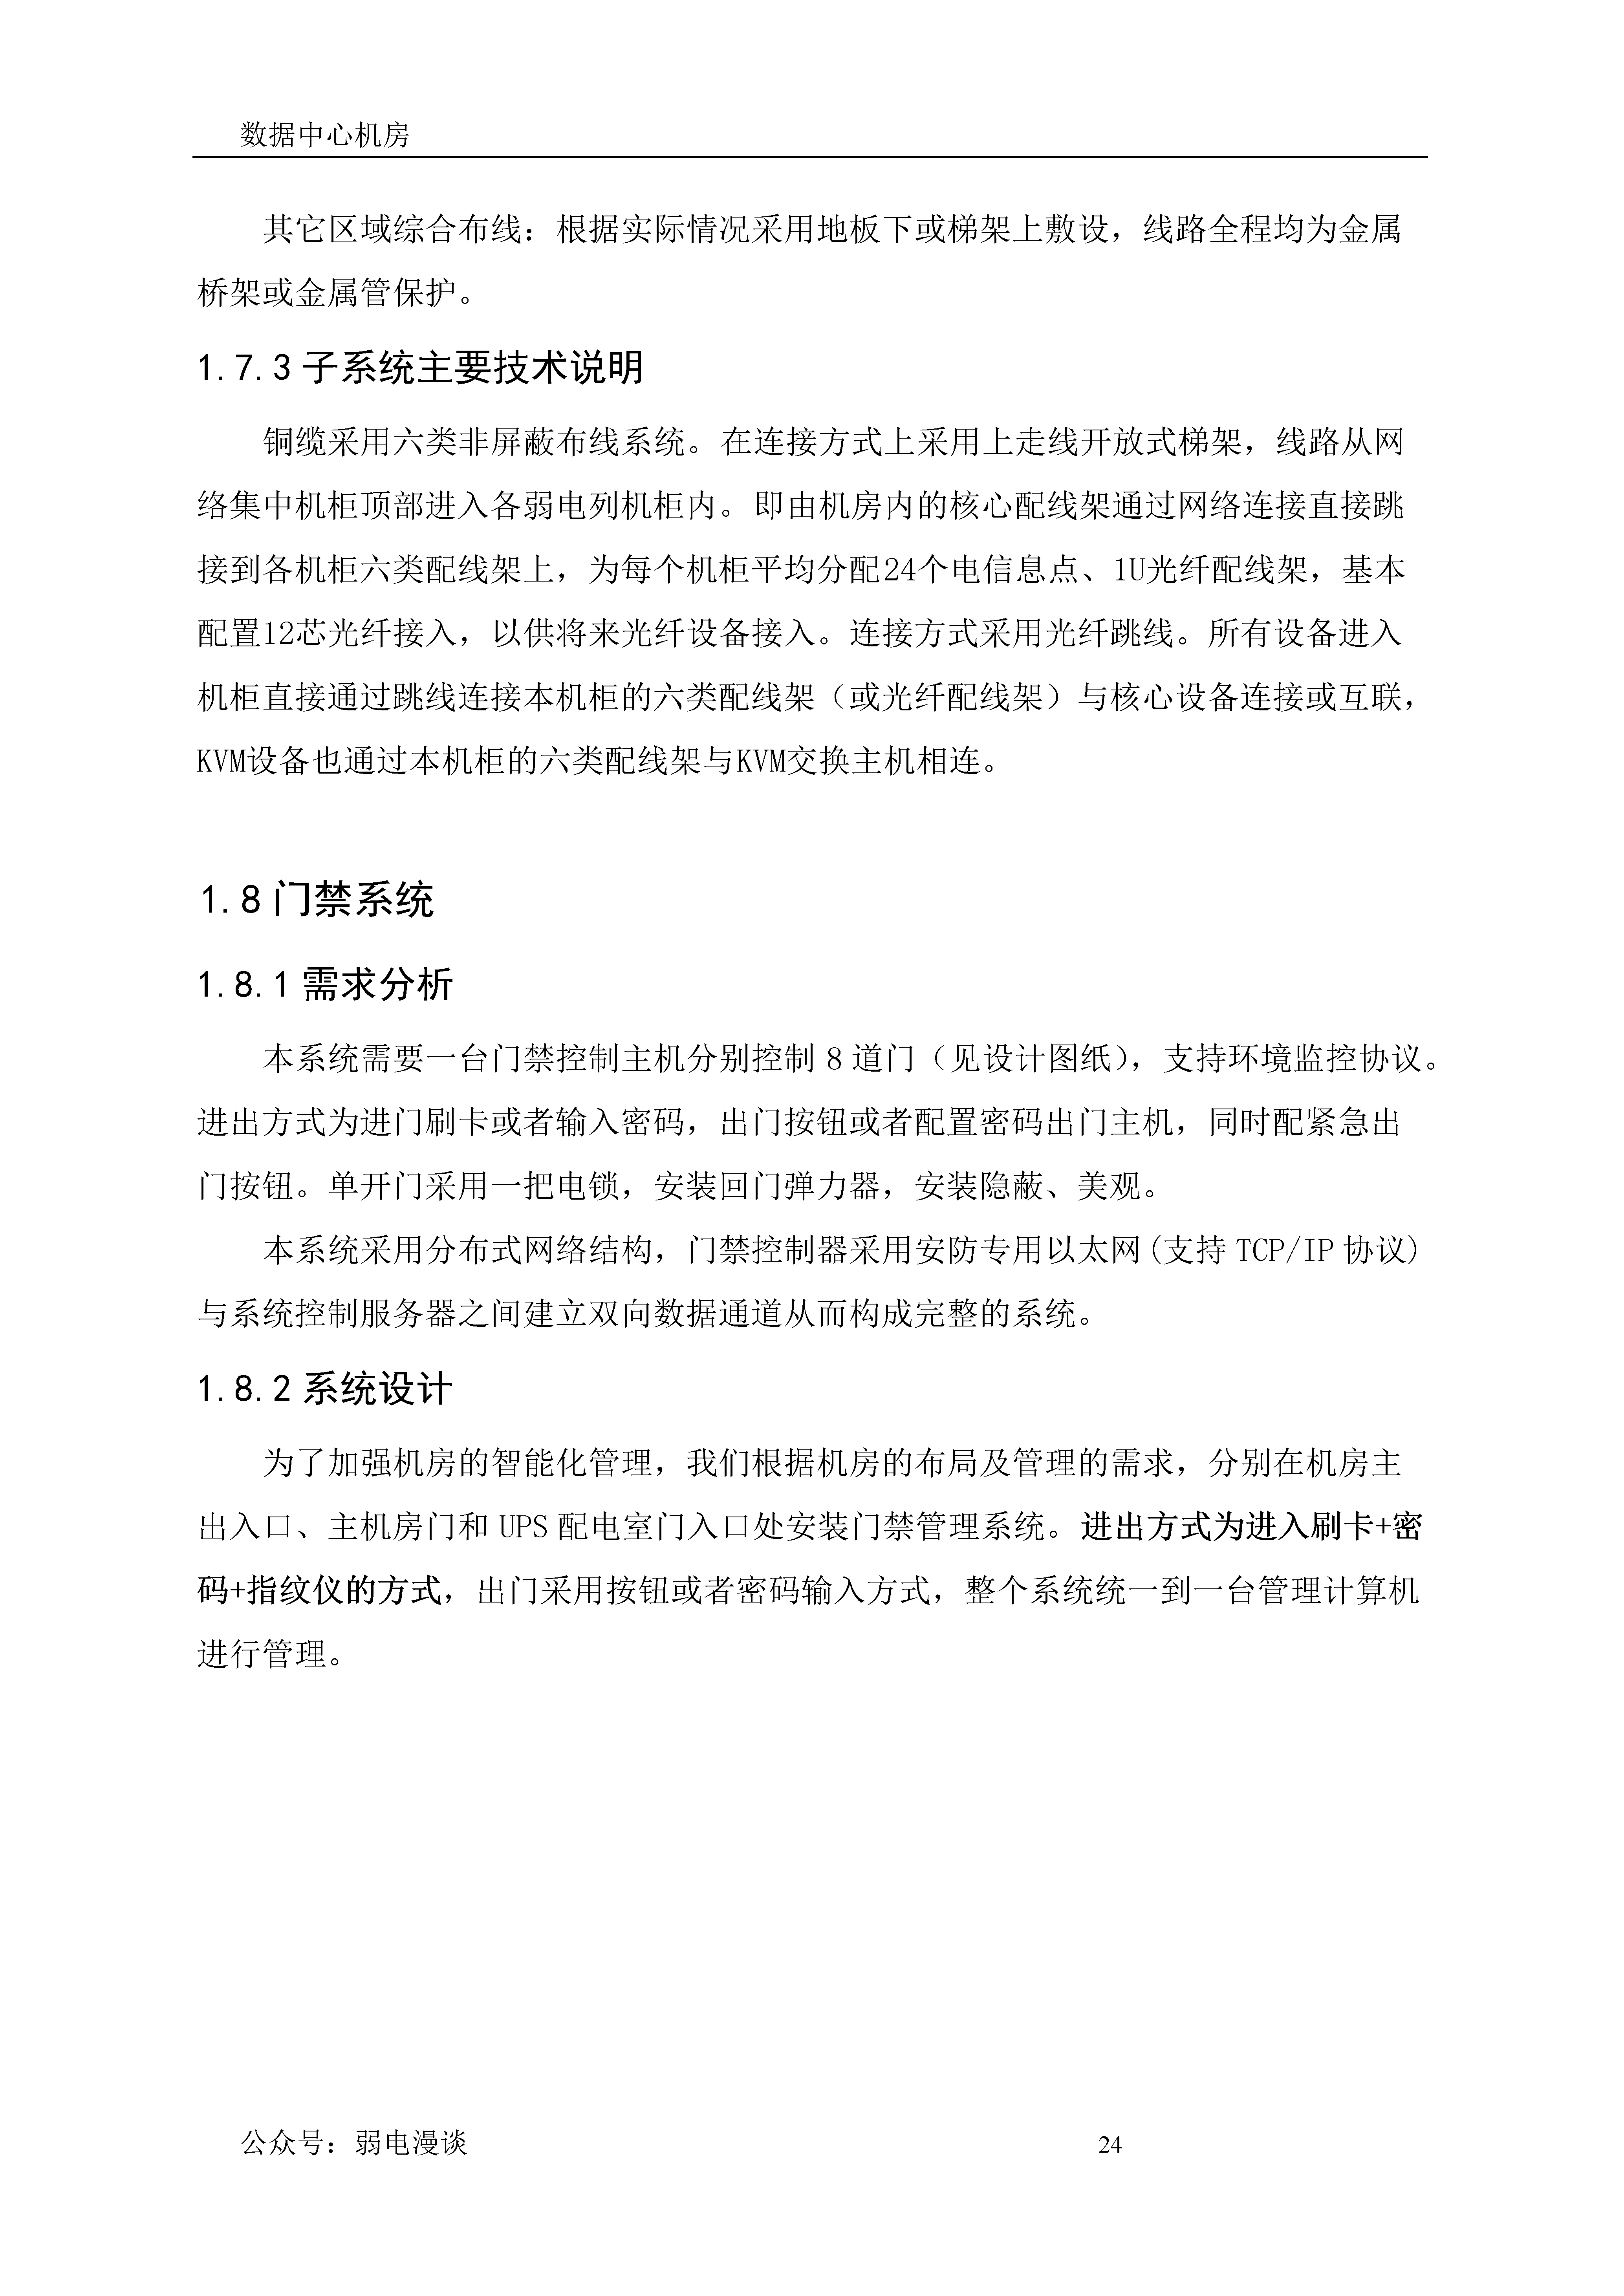 数据中心机房
其它区域综合布线：根据实际情况采用地板下或梯架上敷设，线路全程均为金属
桥架或金属管保护。
1.7.3 子系统主要技术说明
铜缆采用六类非屏蔽布线系统。在连接方式上采用上走线开放式梯架，线路从网
络集中机柜顶部进入各弱电列机柜内。即由机房内的核心配线架通过网络连接直接跳
接到各机柜六类配线架上，为每个机柜平均分配24个电信息点、1U光纤配线架，基本
配置12芯光纤接入，以供将来光纤设备接入。连接方式采用光纤跳线。所有设备进入
机柜直接通过跳线连接本机柜的六类配线架（或光纤配线架）与核心设备连接或互联，
KVM设备也通过本机柜的六类配线架与KVM交换主机相连。
1.8 门禁系统
1.8.1 需求分析
本系统需要一台门禁控制主机分别控制 8 道门（见设计图纸），支持环境监控协议。
进出方式为进门刷卡或者输入密码，出门按钮或者配置密码出门主机，同时配紧急出
门按钮。单开门采用一把电锁，安装回门弹力器，安装隐蔽、美观。
本系统采用分布式网络结构，门禁控制器采用安防专用以太网(支持 TCP/IP 协议)
与系统控制服务器之间建立双向数据通道从而构成完整的系统。
1.8.2 系统设计
为了加强机房的智能化管理，我们根据机房的布局及管理的需求，分别在机房主
出入口、主机房门和 UPS 配电室门入口处安装门禁管理系统。进出方式为进入刷卡+密
码+指纹仪的方式，出门采用按钮或者密码输入方式，整个系统统一到一台管理计算机
进行管理。
公众号：弱电漫谈 24